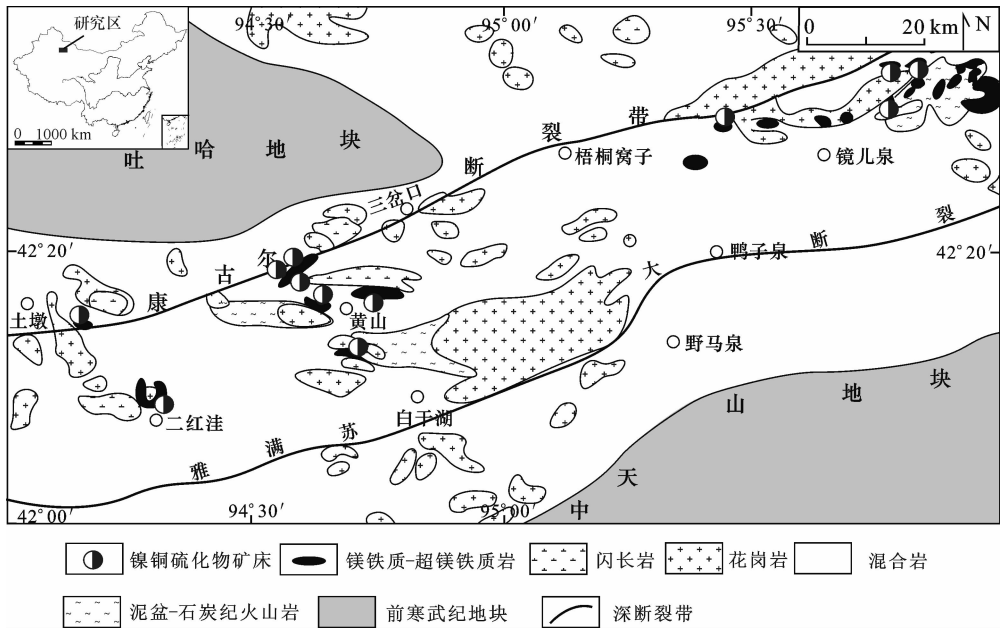 研究区
0 1000 km
94°30′
95°00′
95°30′
0 20 km
N
吐哈地块
康古尔断裂带
三岔口
梧桐窝子
镜儿泉
42°20′
42°20′
鸭子泉
土墩
黄山
野马泉
二红洼
白干湖
雅满苏大断裂
中天山地块
42°00′
94°30′
95°00′
镍铜硫化物矿床
镁铁质-超镁铁质岩
闪长岩
花岗岩
混合岩
泥盆-石炭纪火山岩
前寒武纪地块
深断裂带